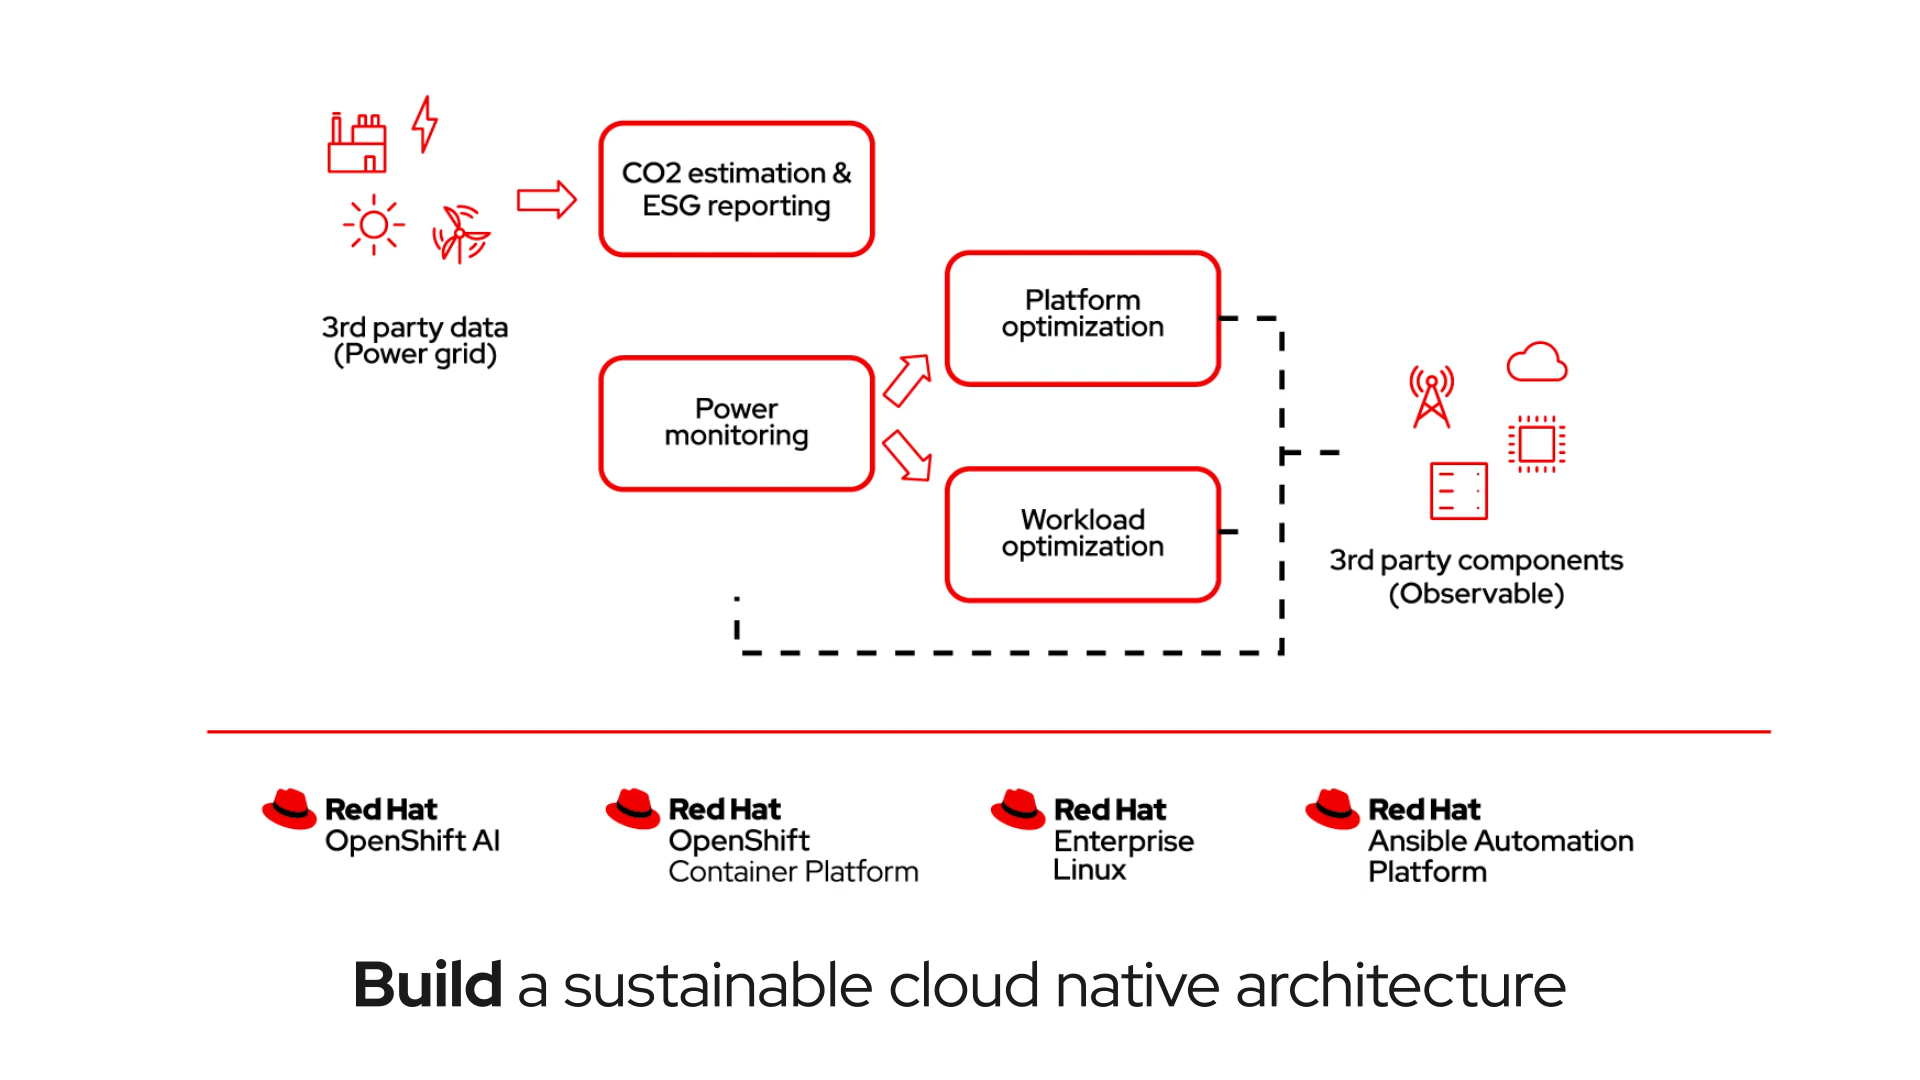 CO2 estimation &
ESG reporting
3rd party data
(Power grid)
Platform
optimization
Power
monitoring
Workload
optimization
3rd party components
(Observable)
Red Hat
OpenShift AI
Red Hat
OpenShift
Container Platform
Red Hat
Enterprise
Linux
Red Hat
Ansible Automation
Platform
Build a sustainable cloud native architecture